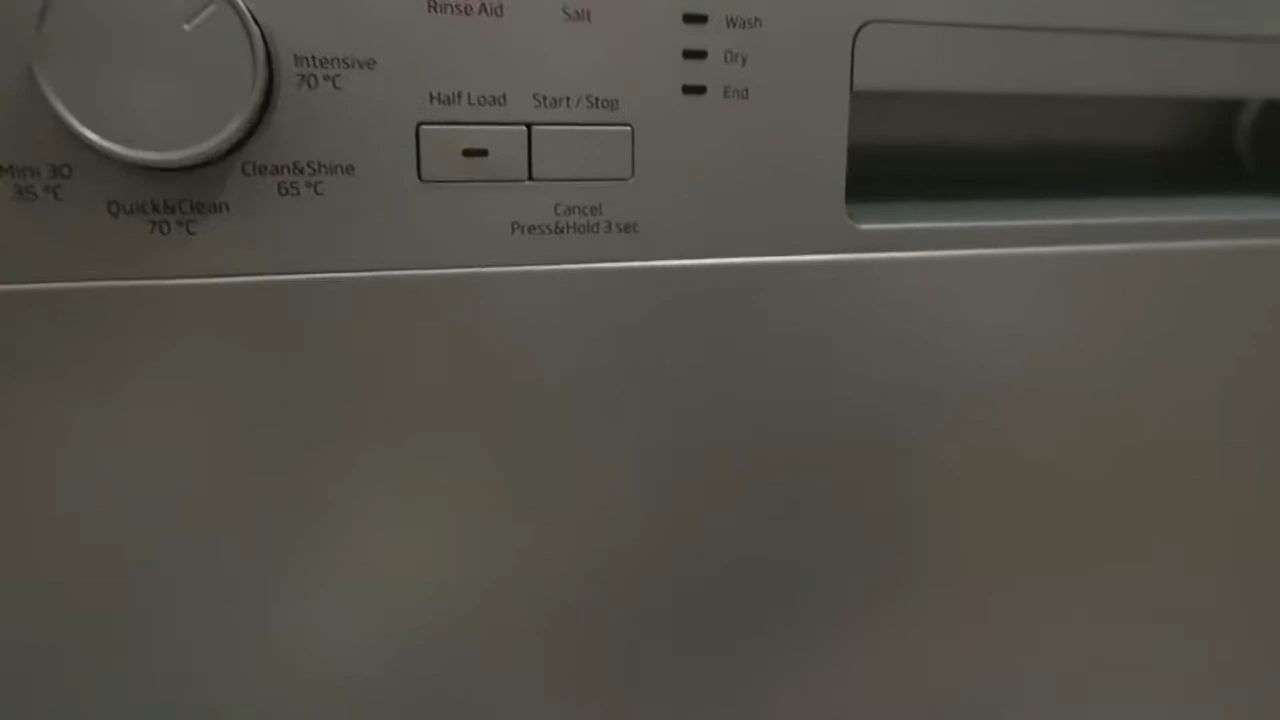 Rinse Aid
Salt
Wash
Dry
End
Intensive
70 °C
Half Load
Start / Stop
Clean&Shine
65 °C
Mini 30
35 °C
Quick&Clean
70 °C
Cancel
Press&Hold 3 sec